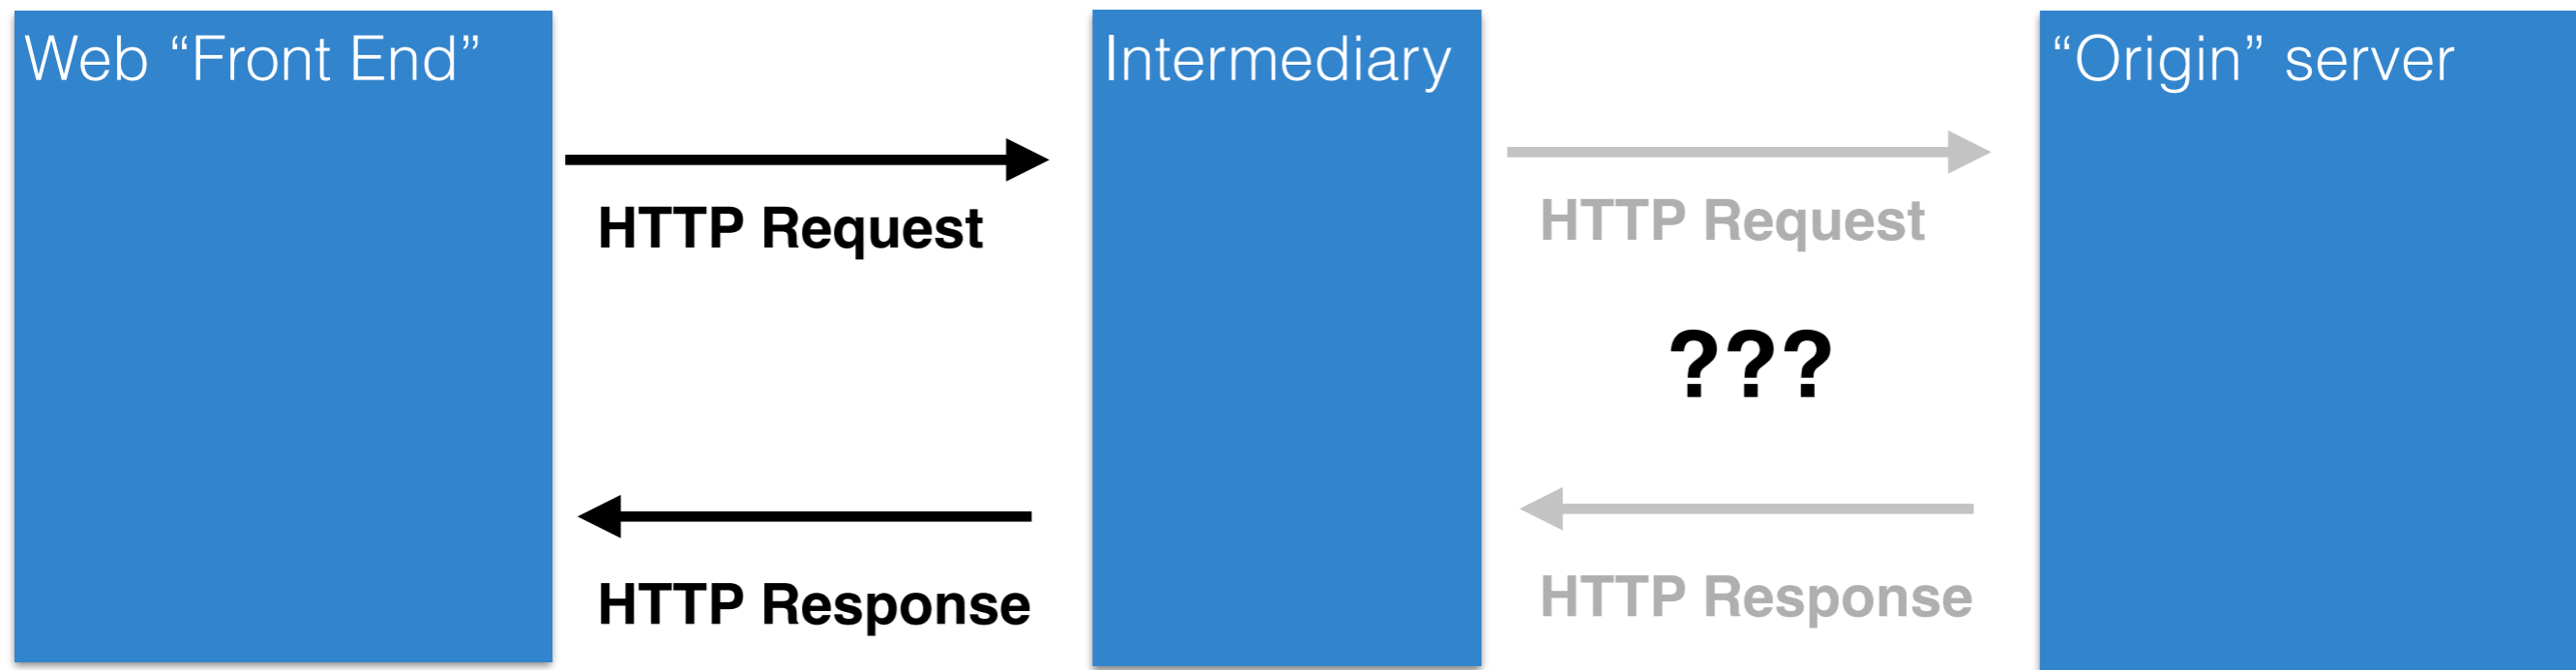 Web “Front End”
Intermediary
“Origin” server
HTTP Request
HTTP Request
???
HTTP Response
HTTP Response